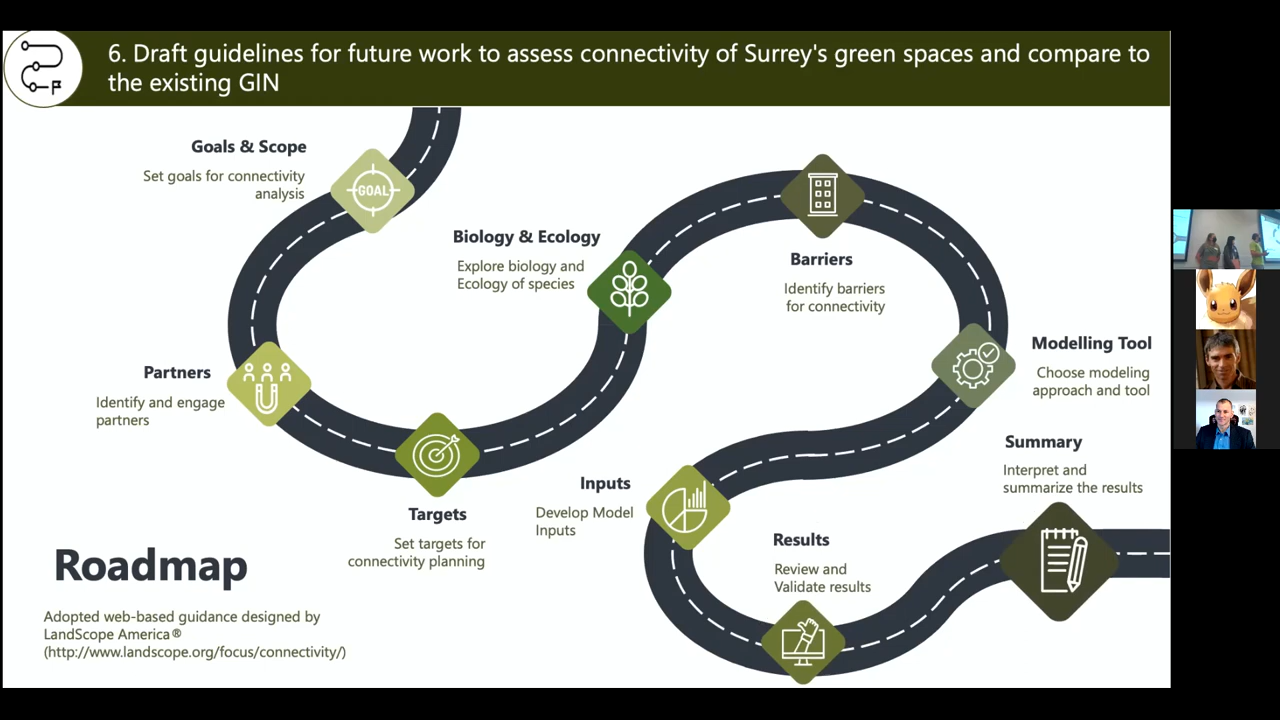 6. Draft guidelines for future work to assess connectivity of Surrey's green spaces and compare to
the existing GIN
Goals & Scope
Set goals for connectivity
analysis
GOAL
Partners
Identify and engage
partners
Targets
Set targets for
connectivity planning
Biology & Ecology
Explore biology and
Ecology of species
Barriers
Identify barriers
for connectivity
Modelling Tool
Choose modeling
approach and tool
Inputs
Develop Model
Inputs
Results
Review and
Validate results
Summary
Interpret and
summarize the results
Roadmap
Adopted web-based guidance designed by
LandScope America®
(http://www.landscope.org/focus/connectivity/)